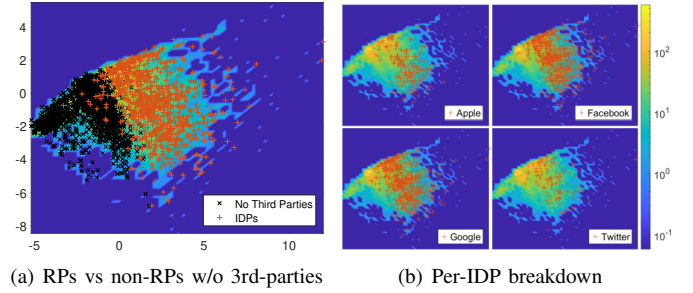 4
2
0
-2
-4
-6
-8
-5 0 5 10
× No Third Parties
+ IDPs
+ Apple
+ Facebook
+ Google
+ Twitter
10^2
10^1
10^0
10^-1
(a) RPs vs non-RPs w/o 3rd-parties
(b) Per-IDP breakdown